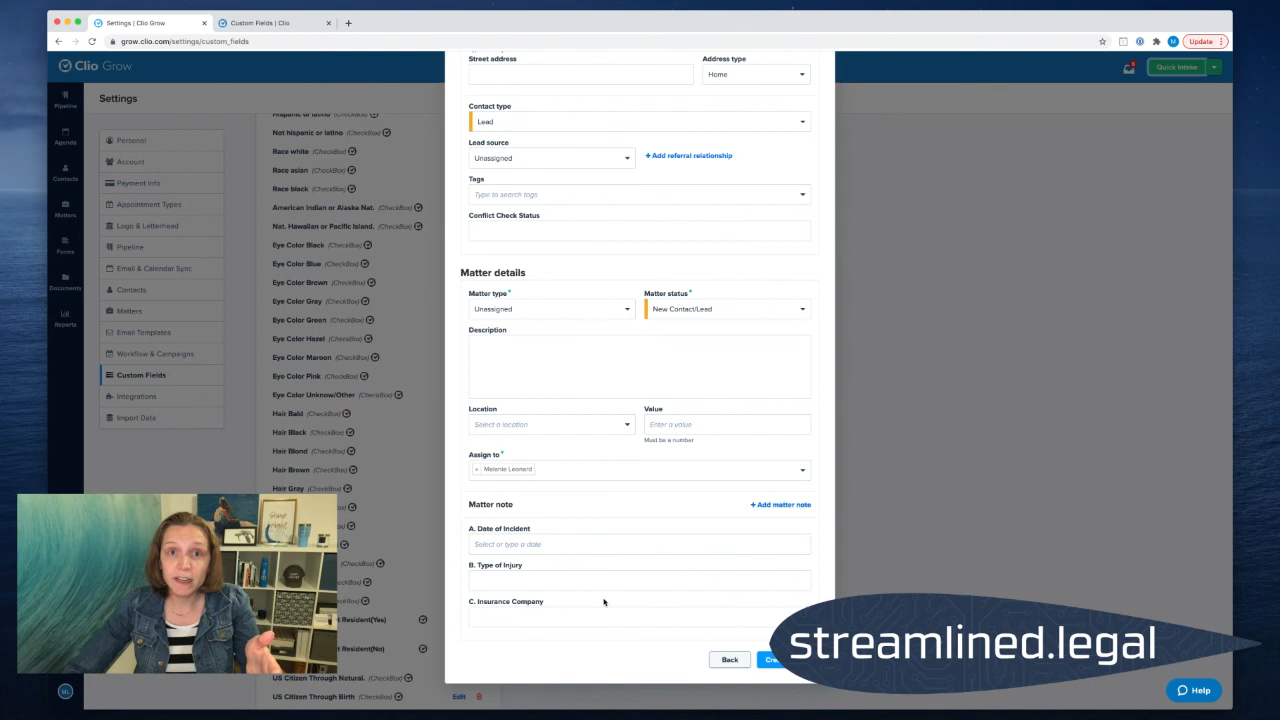 Settings | Clio Grow
Custom Fields | Clio
grow.clio.com/settings/custom_fields
Update
Clio Grow
Quick Intake
Pipeline
Agenda
Contacts
Matters
Forms
Documents
Reports
ML
Settings
Personal
Account
Payment Info
Appointment Types
Logo & Letterhead
Pipeline
Email & Calendar Sync
Contacts
Matters
Email Templates
Workflow & Campaigns
Custom Fields
Integrations
Import Data
Hispanic or latino (CheckBox)
Not hispanic or latino (CheckBox)
Race white (CheckBox)
Race asian (CheckBox)
Race black (CheckBox)
American Indian or Alaska Nat. (CheckBox)
Nat. Hawaiian or Pacific Island. (CheckBox)
Eye Color Black (CheckBox)
Eye Color Blue (CheckBox)
Eye Color Brown (CheckBox)
Eye Color Gray (CheckBox)
Eye Color Green (CheckBox)
Eye Color Hazel (CheckBox)
Eye Color Maroon (CheckBox)
Eye Color Pink (CheckBox)
Eye Color Unknow/Other (CheckBox)
Hair Bald (CheckBox)
Hair Black (CheckBox)
Hair Blond (CheckBox)
Hair Brown (CheckBox)
Hair Gray (CheckBox)
Resident(Yes)
Resident(No)
US Citizen Through Natural. (CheckBox)
US Citizen Through Birth (CheckBox)
Edit
Street address
Address type
Home
Contact type
Lead
Lead source
Unassigned
+ Add referral relationship
Tags
Type to search tags
Conflict Check Status
Matter details
Matter type*
Matter status*
Unassigned
New Contact/Lead
Description
Location
Value
Select a location
Enter a value
Must be a number
Assign to*
× Melanie Leonard
Matter note
+ Add matter note
A. Date of Incident
Select or type a date
B. Type of Injury
C. Insurance Company
Back
streamlined.legal
Help